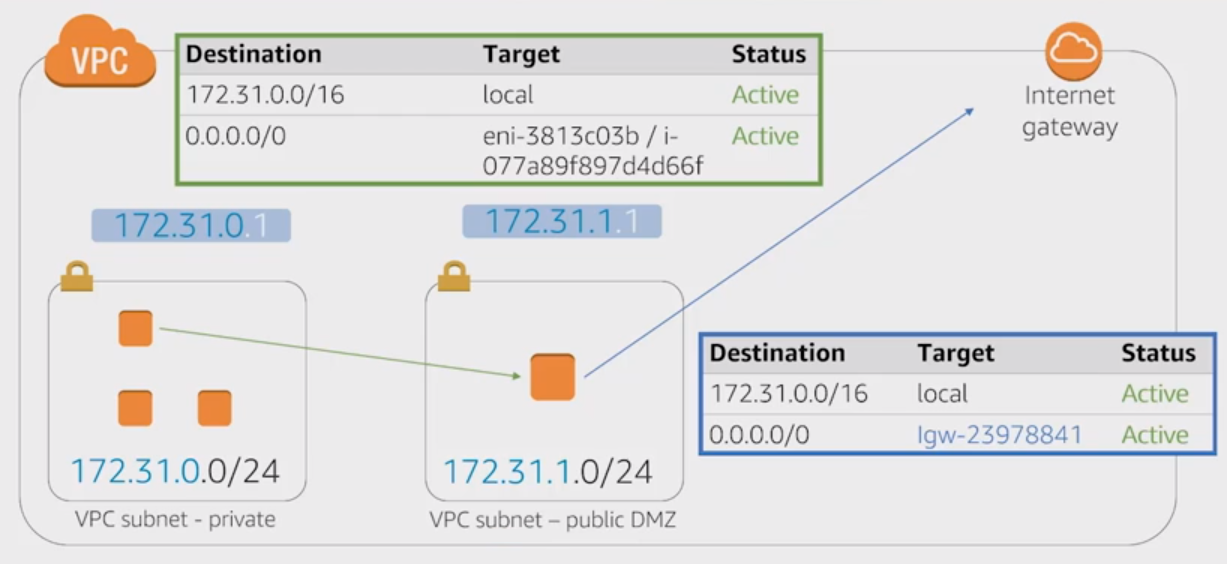 VPC
Destination Target Status
172.31.0.0/16 local Active
0.0.0.0/0 eni-3813c03b / i- Active
077a89f897d4d66f
Internet
gateway
172.31.0.1
172.31.1.1
Destination Target Status
172.31.0.0/16 local Active
0.0.0.0/0 Igw-23978841 Active
172.31.0.0/24
172.31.1.0/24
VPC subnet - private
VPC subnet – public DMZ